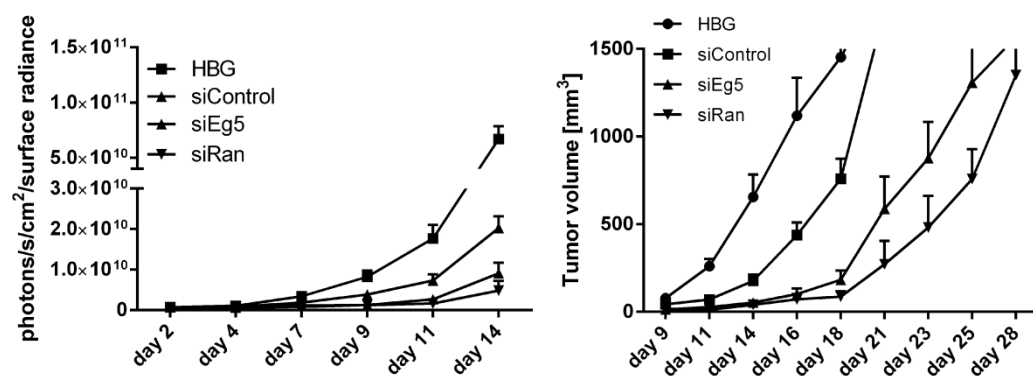 photons/s/cm²/surface radiance
1.5×10¹¹
1.0×10¹¹
5.0×10¹⁰
3.0×10¹⁰
2.0×10¹⁰
1.0×10¹⁰
0
HBG
siControl
siEg5
siRan
day 2
day 4
day 7
day 9
day 11
day 14
Tumor volume [mm³]
1500
1000
500
0
HBG
siControl
siEg5
siRan
day 9
day 11
day 14
day 16
day 18
day 21
day 23
day 25
day 28